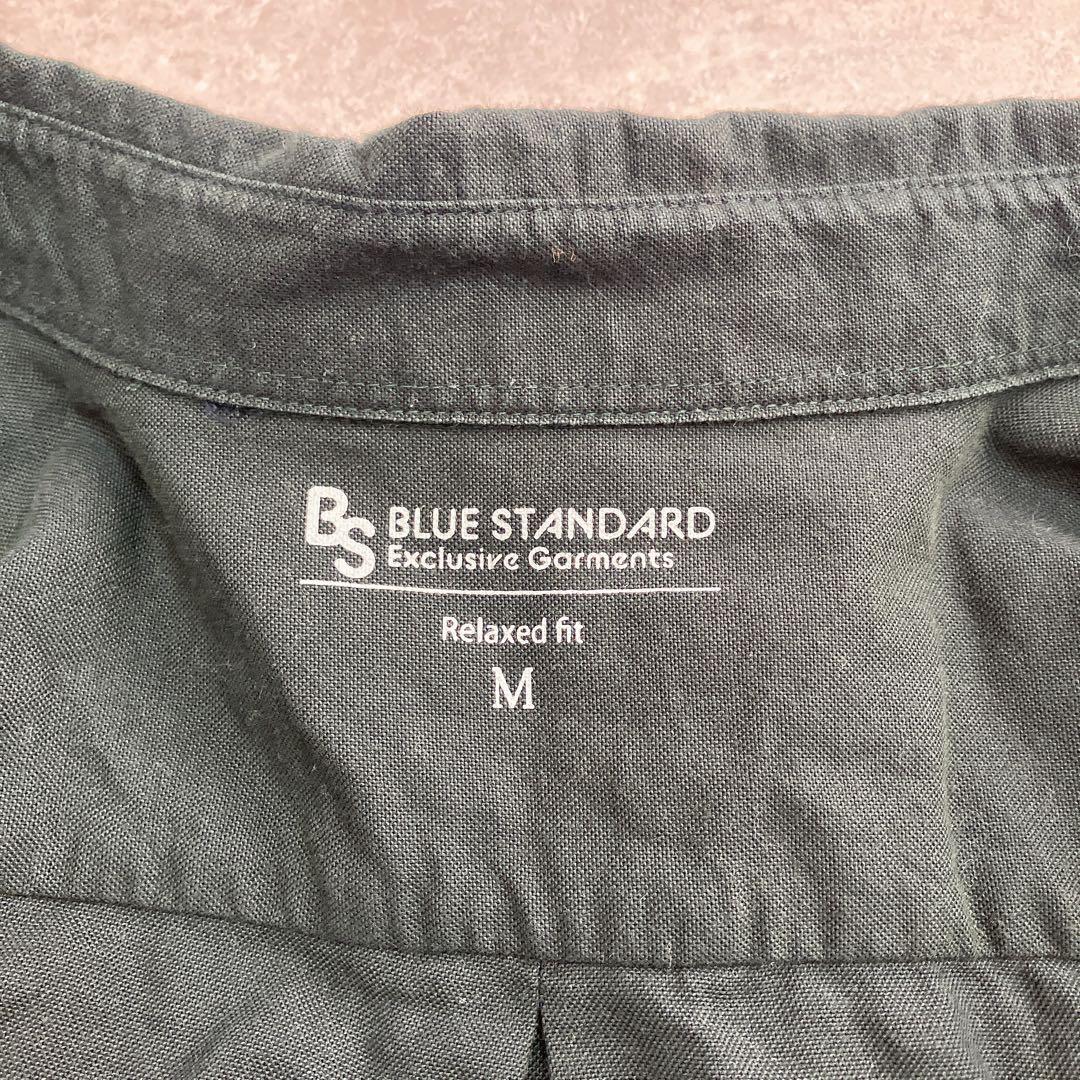 BS BLUE STANDARD
Exclusive Garments
Relaxed fit
M